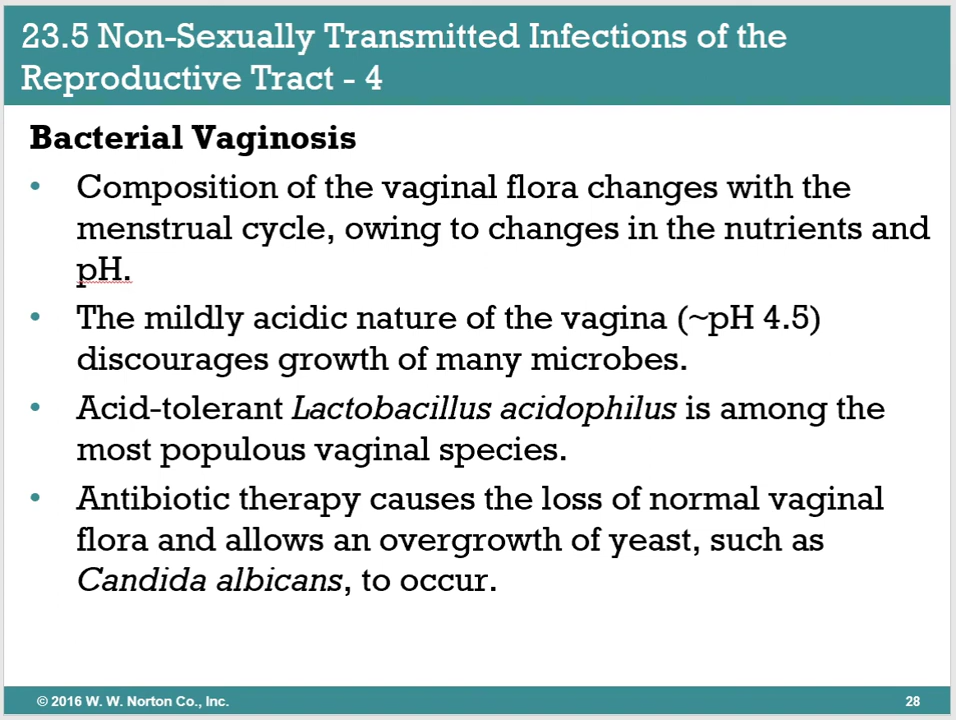 23.5 Non-Sexually Transmitted Infections of the
Reproductive Tract - 4
Bacterial Vaginosis
• Composition of the vaginal flora changes with the
menstrual cycle, owing to changes in the nutrients and
pH.
• The mildly acidic nature of the vagina (~pH 4.5)
discourages growth of many microbes.
• Acid-tolerant Lactobacillus acidophilus is among the
most populous vaginal species.
• Antibiotic therapy causes the loss of normal vaginal
flora and allows an overgrowth of yeast, such as
Candida albicans, to occur.
© 2016 W. W. Norton Co., Inc.
28